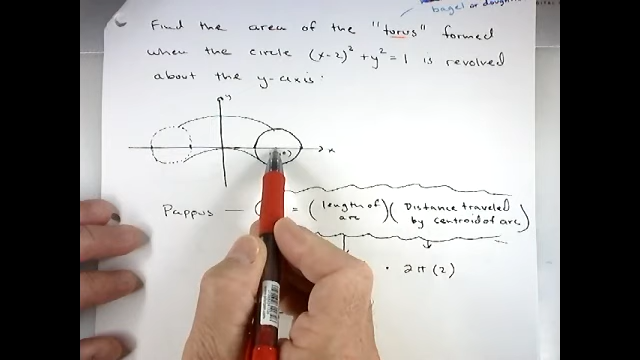 bagel or doughnut
Find the area of the "torus" formed
when the circle (x-2)² + y² = 1 is revolved
about the y-axis.
y
x
Pappus — = (length of arc) (Distance traveled by centroid of arc)
· 2π (2)